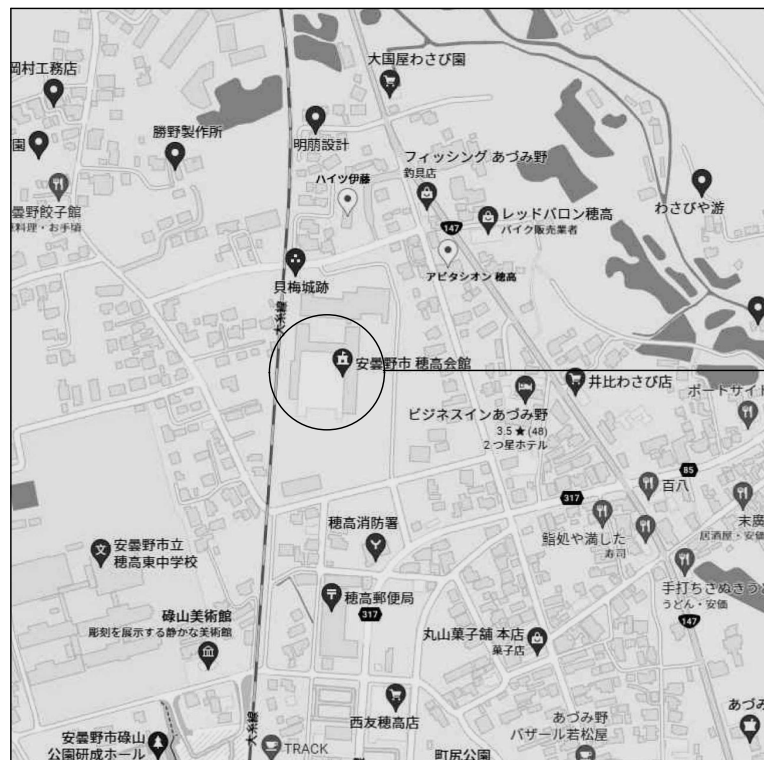 大国屋わさび園
岡村工務店
勝野製作所
明朋設計
園
フィッシング あづみ野
釣具店
ハイツ伊藤
曇野餃子館
料理・お手頃
レッドバロン穂高
バイク販売業者
わさびや游
147
アビタシオン 穂高
貝梅城跡
大糸線
安曇野市 穂高会館
井比わさび店
ビジネスインあづみ野
3.5 ★ (48)
2 つ星ホテル
ポートサイド
85
百八
317
末廣
居酒屋・安価
鮨処や満した
寿司
穂高消防署
安曇野市立
穂高東中学校
手打ちさぬきうど
うどん・安価
穂高郵便局
317
147
碌山美術館
彫刻を展示する静かな美術館
丸山菓子舗 本店
菓子店
西友穂高店
あづみ
あづみ野
バザール若松屋
大糸線
安曇野市碌山
公園研成ホール
TRACK
町尻公園